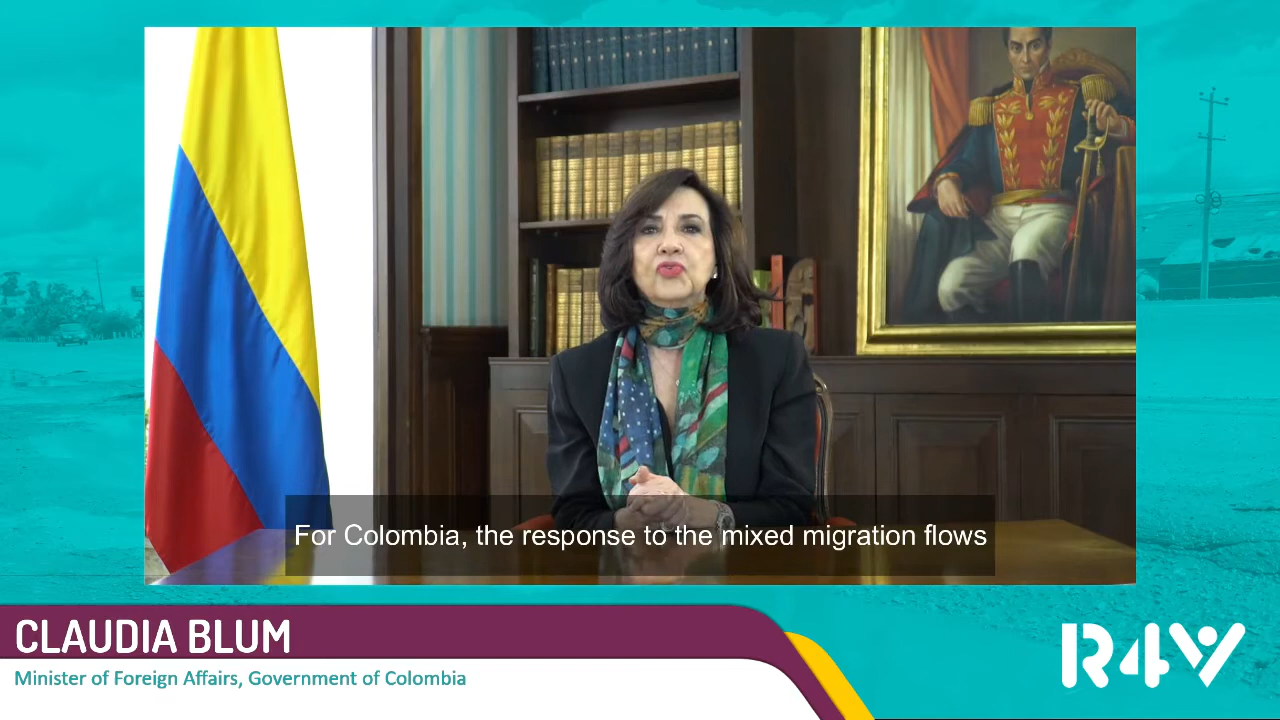 For Colombia, the response to the mixed migration flows
CLAUDIA BLUM
Minister of Foreign Affairs, Government of Colombia
R4V